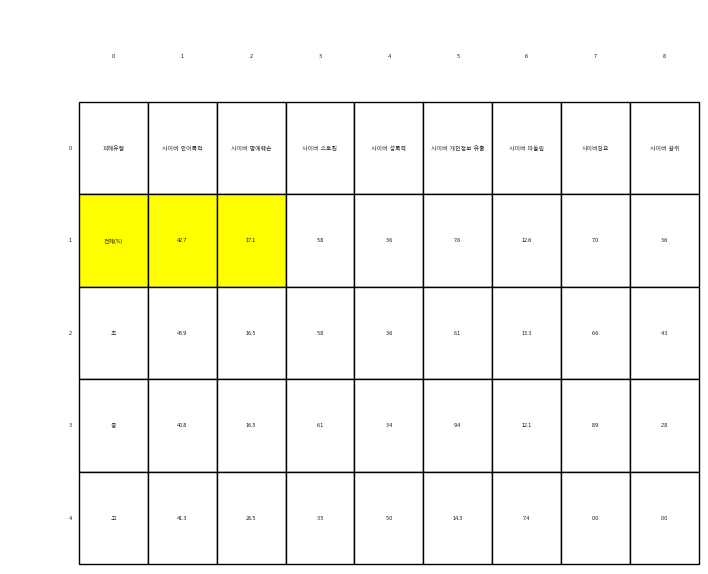 0 1 2 3 4 5 6 7 8
0 피해유형 사이버 언어폭력 사이버 명예훼손 사이버 스토킹 사이버 성폭력 사이버 개인정보 유출 사이버 따돌림 사이버강요 사이버 갈취
1 전체(%) 42.7 17.1 5.8 3.6 7.6 12.6 7.0 3.6
2 초 43.9 16.5 5.8 3.6 6.1 13.3 6.6 4.3
3 중 40.8 16.5 6.1 3.4 9.4 12.1 8.9 2.8
4 고 41.3 28.5 3.5 5.0 14.3 7.4 0.0 0.0